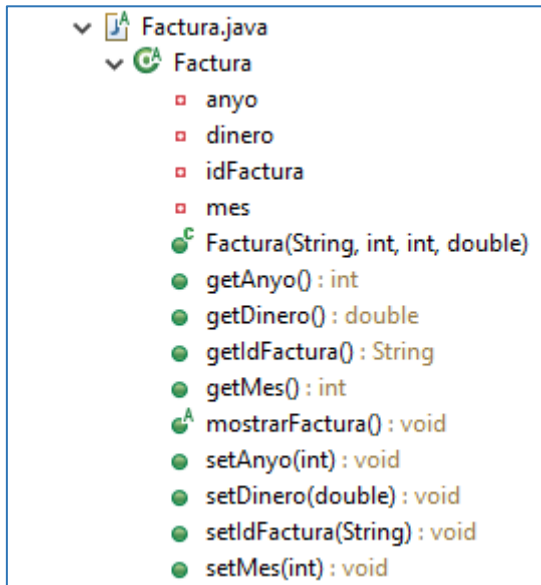 Factura.java
Factura
anyo
dinero
idFactura
mes
Factura(String, int, int, double)
getAnyo() : int
getDinero() : double
getIdFactura() : String
getMes() : int
mostrarFactura() : void
setAnyo(int) : void
setDinero(double) : void
setIdFactura(String) : void
setMes(int) : void